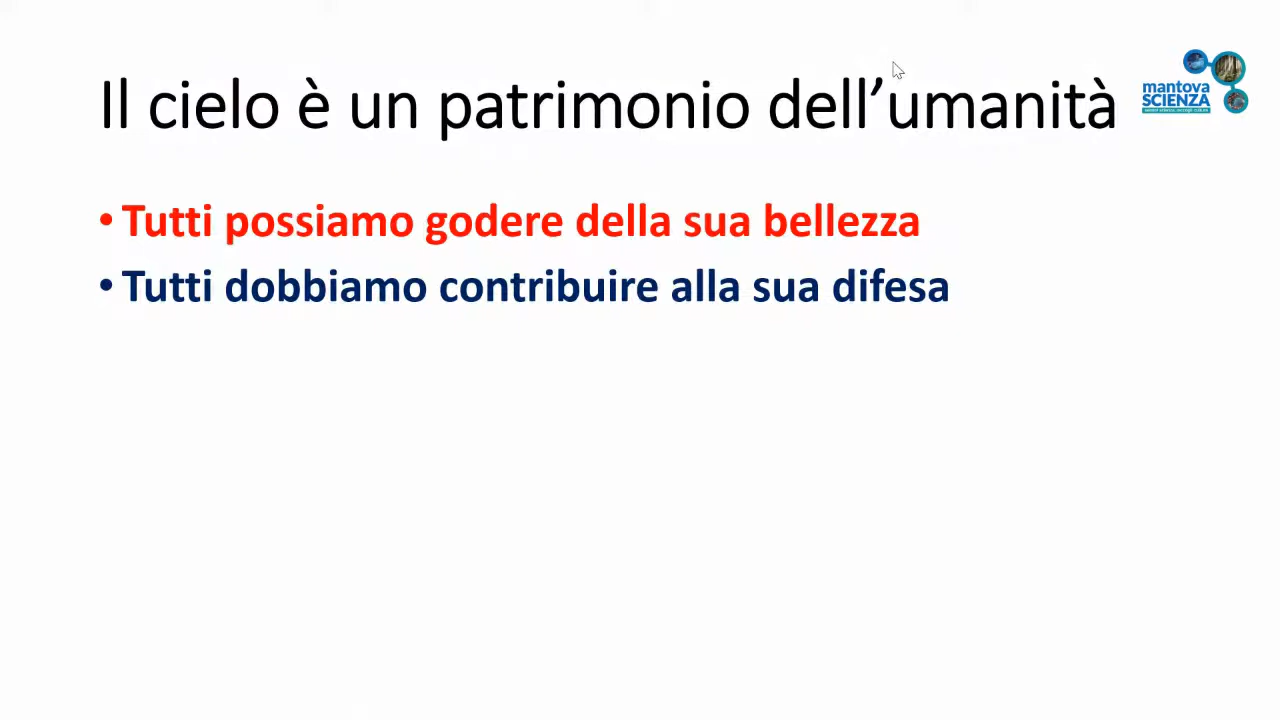 Il cielo è un patrimonio dell’umanità
mantova
SCIENZA
• Tutti possiamo godere della sua bellezza
• Tutti dobbiamo contribuire alla sua difesa